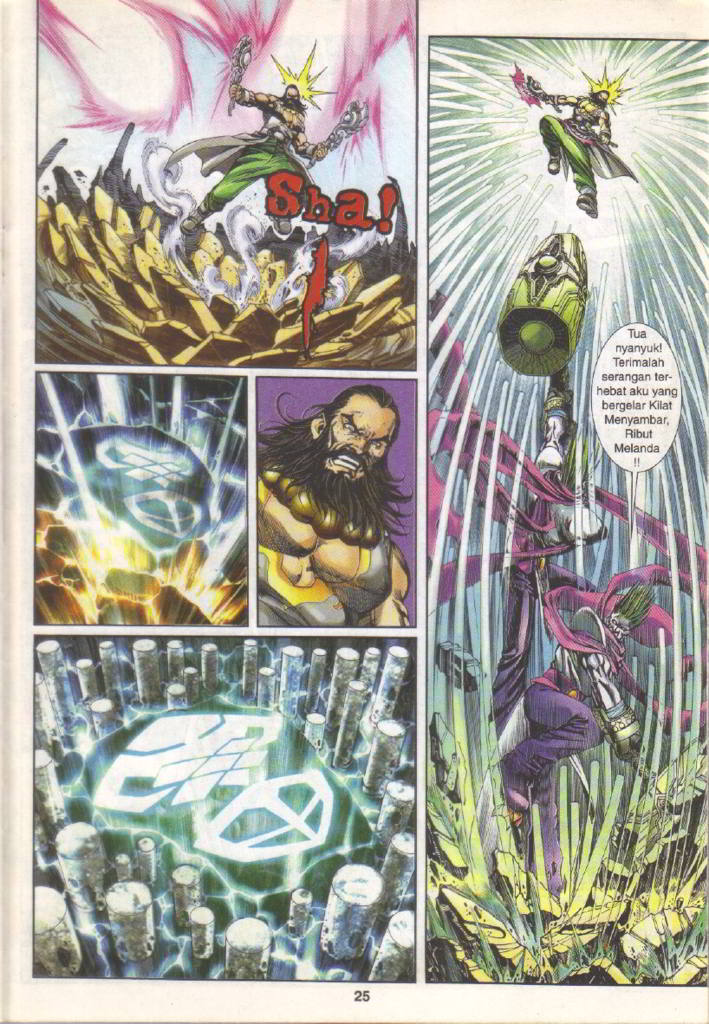 Sha!
Tua
nyanyuk!
Terimalah
serangan ter-
hebat aku yang
bergelar Kilat
Menyambar,
Ribut
Melanda
!!
25